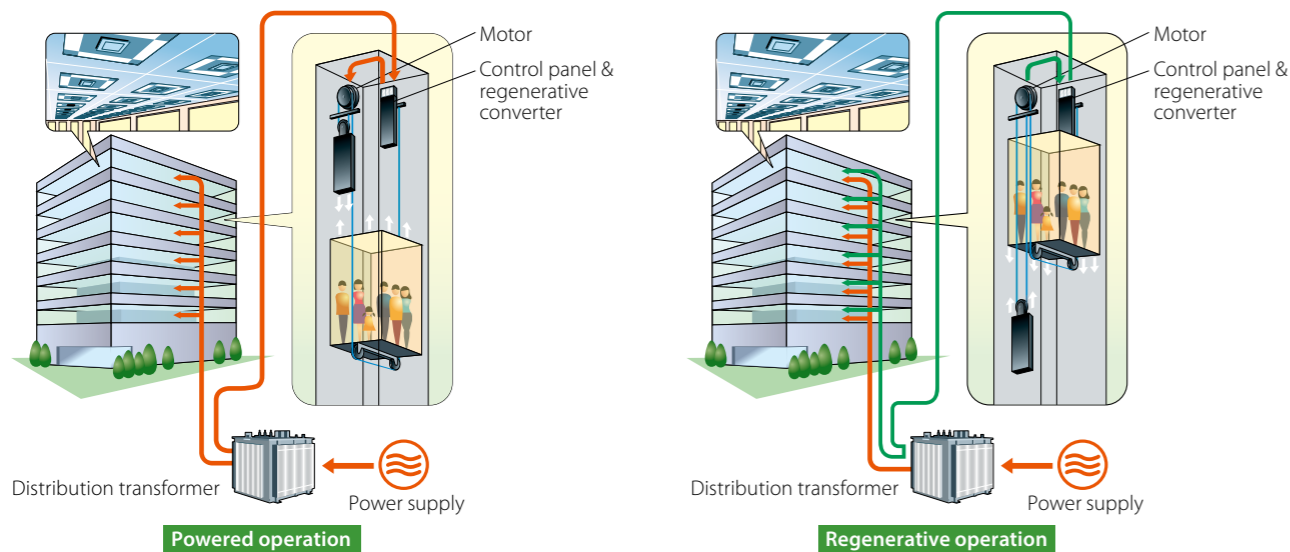 Motor
Control panel &
regenerative
converter
Distribution transformer
Power supply
Powered operation
Motor
Control panel &
regenerative
converter
Distribution transformer
Power supply
Regenerative operation